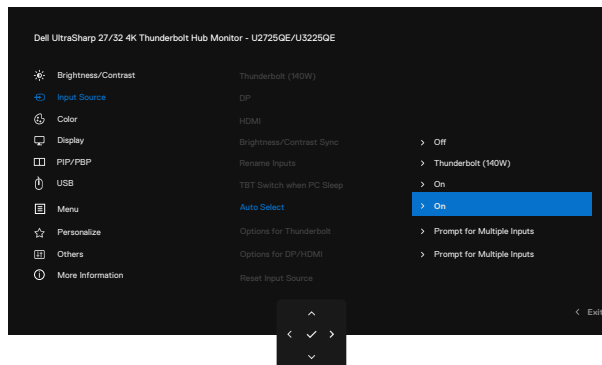 Dell UltraSharp 27/32 4K Thunderbolt Hub Monitor - U2725QE/U3225QE
Brightness/Contrast Thunderbolt (140W)
Input Source DP
Color HDMI
Display Brightness/Contrast Sync > Off
PIP/PBP Rename Inputs > Thunderbolt (140W)
USB TBT Switch when PC Sleep > On
Menu Auto Select > On
Personalize Options for Thunderbolt > Prompt for Multiple Inputs
Others Options for DP/HDMI > Prompt for Multiple Inputs
More Information Reset Input Source
< Exit